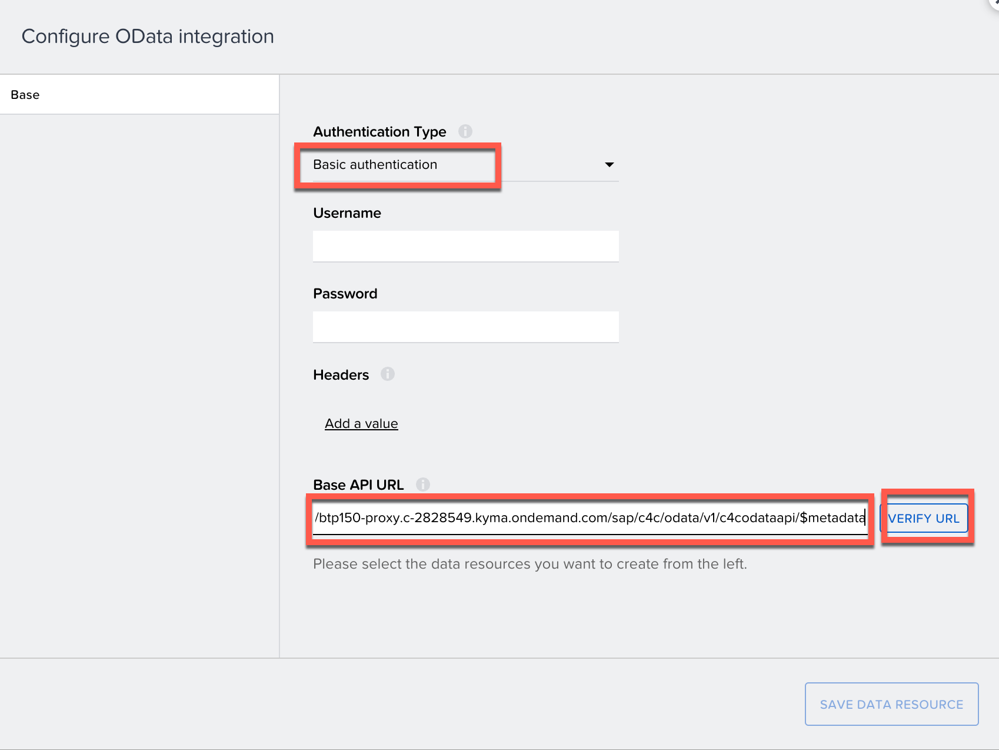 Configure OData integration
Base
Authentication Type
Basic authentication
Username
Password
Headers
Add a value
Base API URL
/btp150-proxy.c-2828549.kyma.ondemand.com/sap/c4c/odata/v1/c4codataapi/$metadata
VERIFY URL
Please select the data resources you want to create from the left.
SAVE DATA RESOURCE